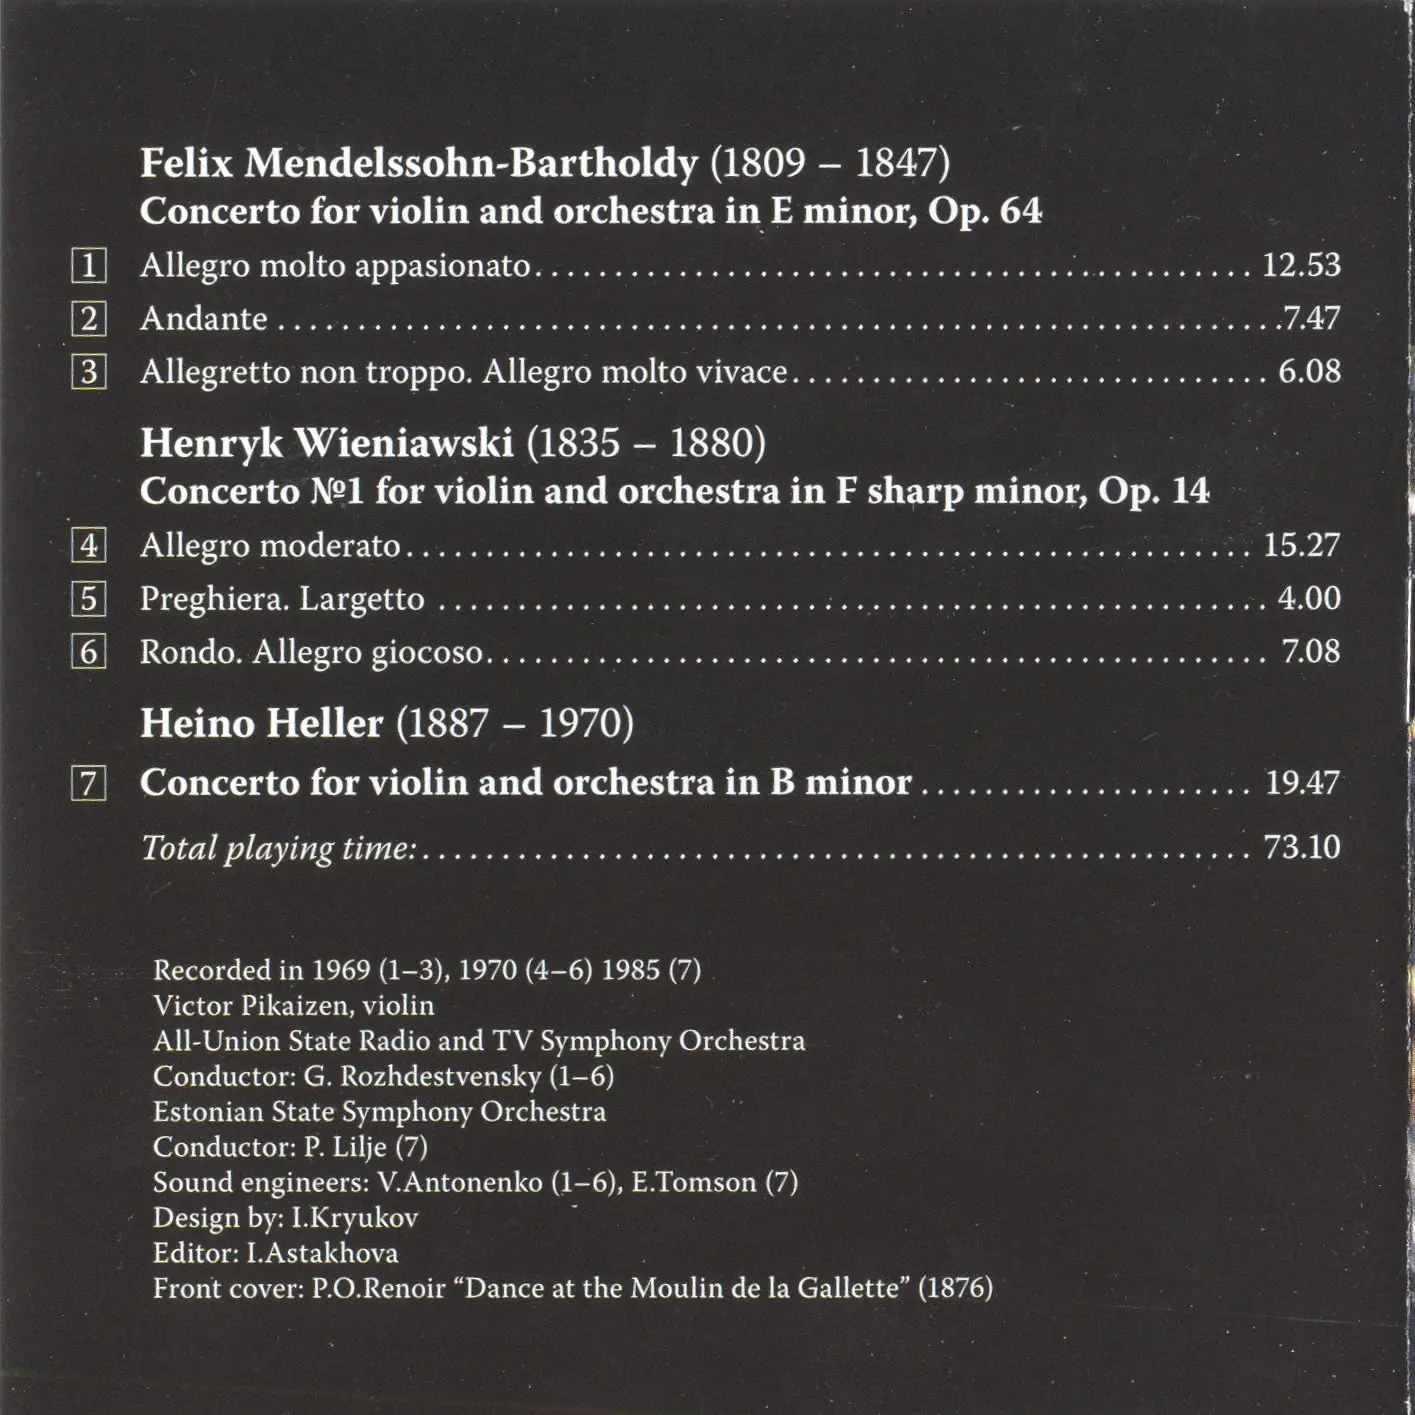 Felix Mendelssohn-Bartholdy (1809 – 1847)
Concerto for violin and orchestra in E minor, Op. 64
1 Allegro molto appasionato 12.53
2 Andante 7.47
3 Allegretto non troppo. Allegro molto vivace 6.08
Henryk Wieniawski (1835 – 1880)
Concerto №1 for violin and orchestra in F sharp minor, Op. 14
4 Allegro moderato 15.27
5 Preghiera. Largetto 4.00
6 Rondo. Allegro giocoso 7.08
Heino Heller (1887 – 1970)
7 Concerto for violin and orchestra in B minor 19.47
Total playing time: 73.10
Recorded in 1969 (1–3), 1970 (4–6) 1985 (7)
Victor Pikaizen, violin
All-Union State Radio and TV Symphony Orchestra
Conductor: G. Rozhdestvensky (1–6)
Estonian State Symphony Orchestra
Conductor: P. Lilje (7)
Sound engineers: V.Antonenko (1–6), E.Tomson (7)
Design by: I.Kryukov
Editor: I.Astakhova
Front cover: P.O.Renoir “Dance at the Moulin de la Gallette” (1876)